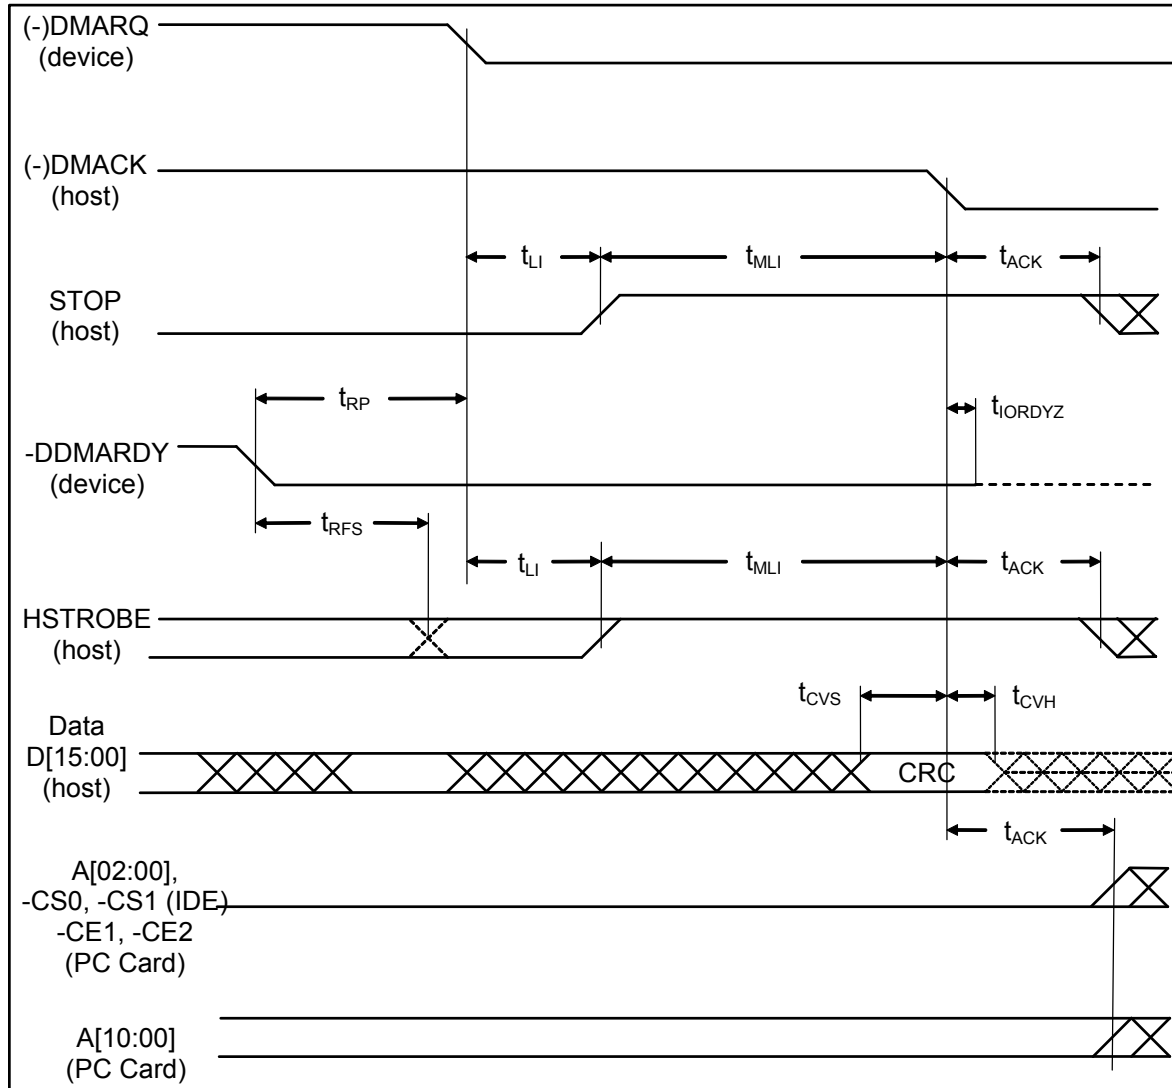 (-)DMARQ
(device)
(-)DMACK
(host)
tLI
tMLI
tACK
STOP
(host)
tRP
tIORDYZ
-DDMARDY
(device)
tRFS
tLI
tMLI
tACK
HSTROBE
(host)
tCVS
tCVH
Data
D[15:00]
(host)
CRC
tACK
A[02:00],
-CS0, -CS1 (IDE)
-CE1, -CE2
(PC Card)
A[10:00]
(PC Card)